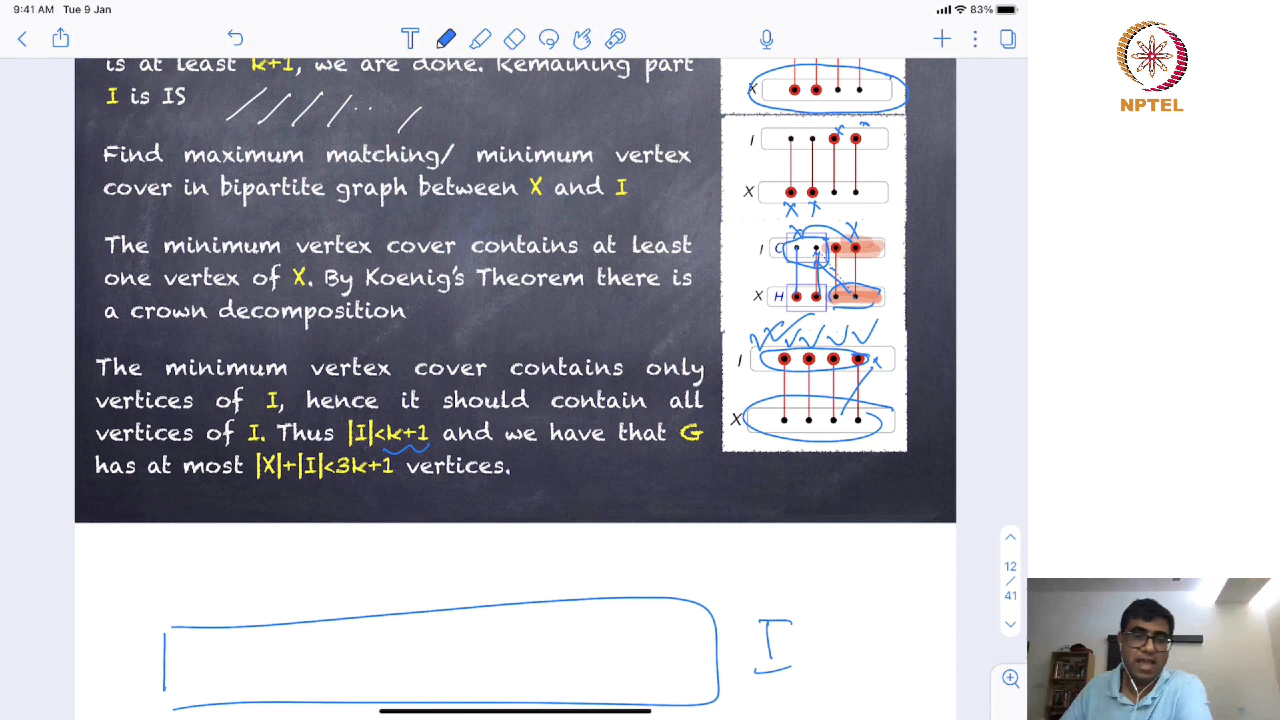 9:41 AM Tue 9 Jan
83%
is at least k+1, we are done. Remaining part
I is IS
Find maximum matching/ minimum vertex
cover in bipartite graph between X and I
The minimum vertex cover contains at least
one vertex of X. By Koenig's Theorem there is
a crown decomposition
The minimum vertex cover contains only
vertices of I, hence it should contain all
vertices of I. Thus |I|<k+1 and we have that G
has at most |X|+|I|<3k+1 vertices.
X
I
X
I C
X H
I
X
I
12
/
41
NPTEL